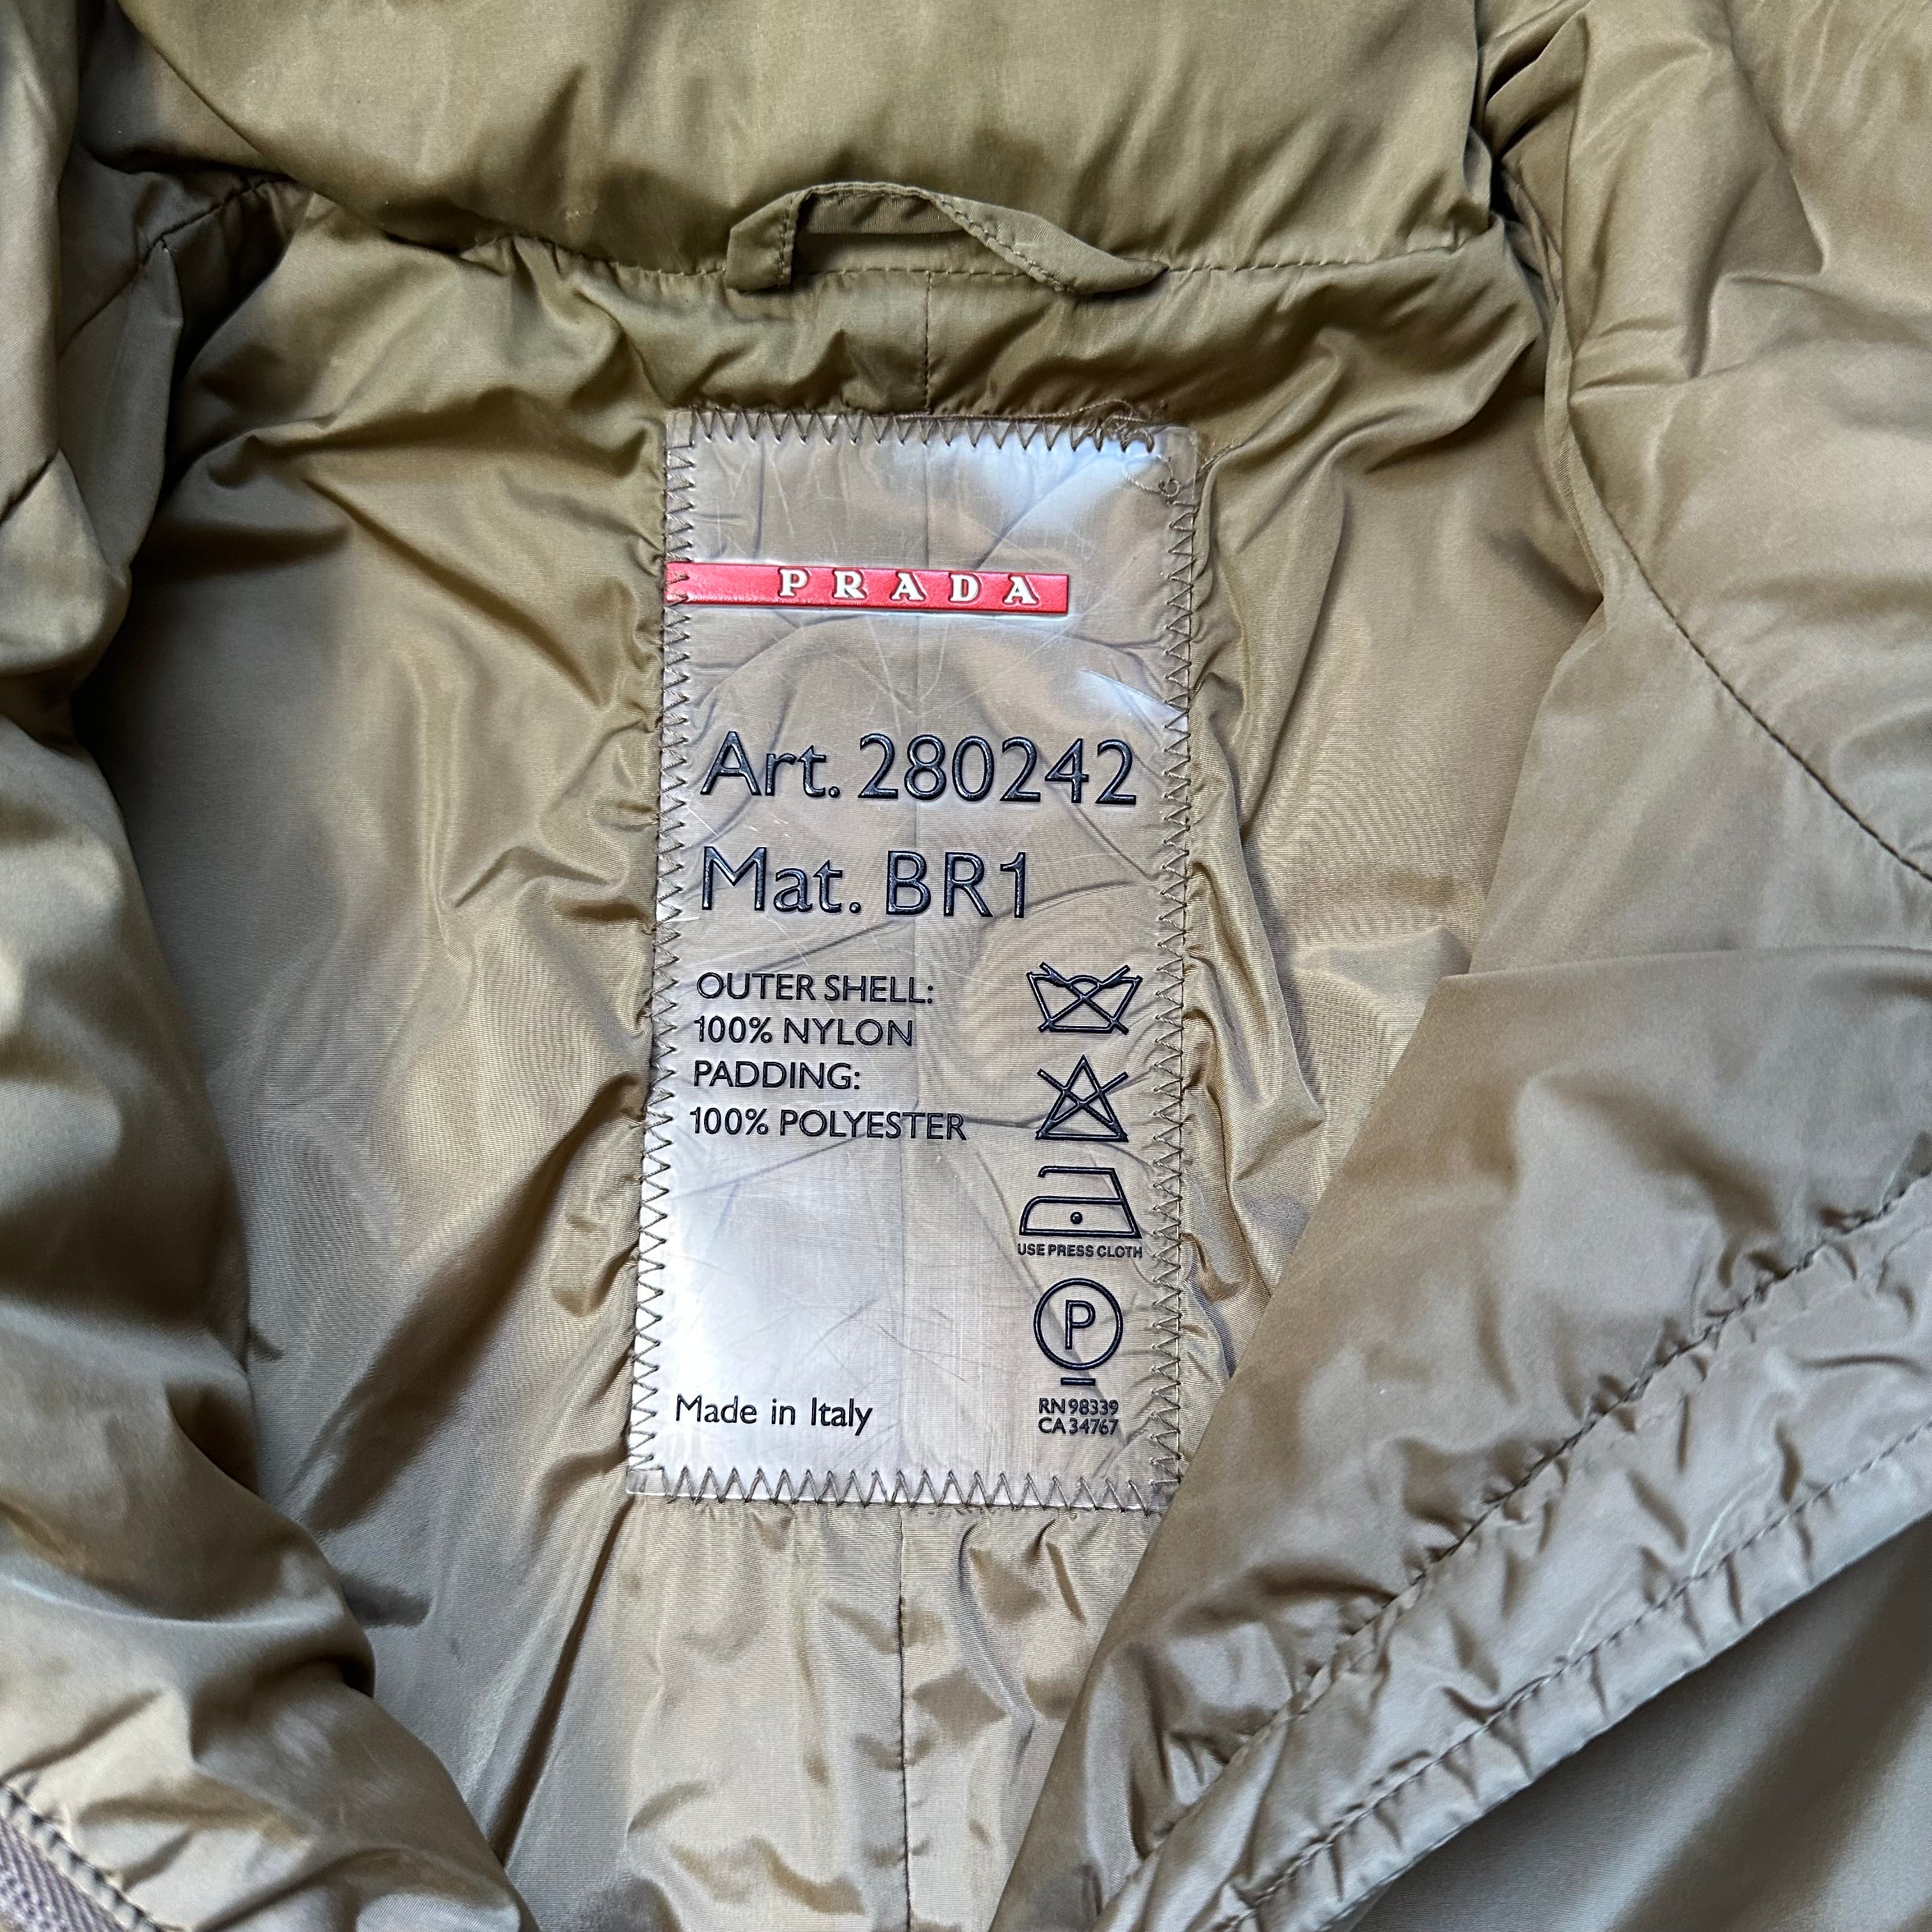 PRADA
Art. 280242
Mat. BR1
OUTER SHELL:
100% NYLON
PADDING:
100% POLYESTER
USE PRESS CLOTH
P
Made in Italy
RN 98339
CA 34767